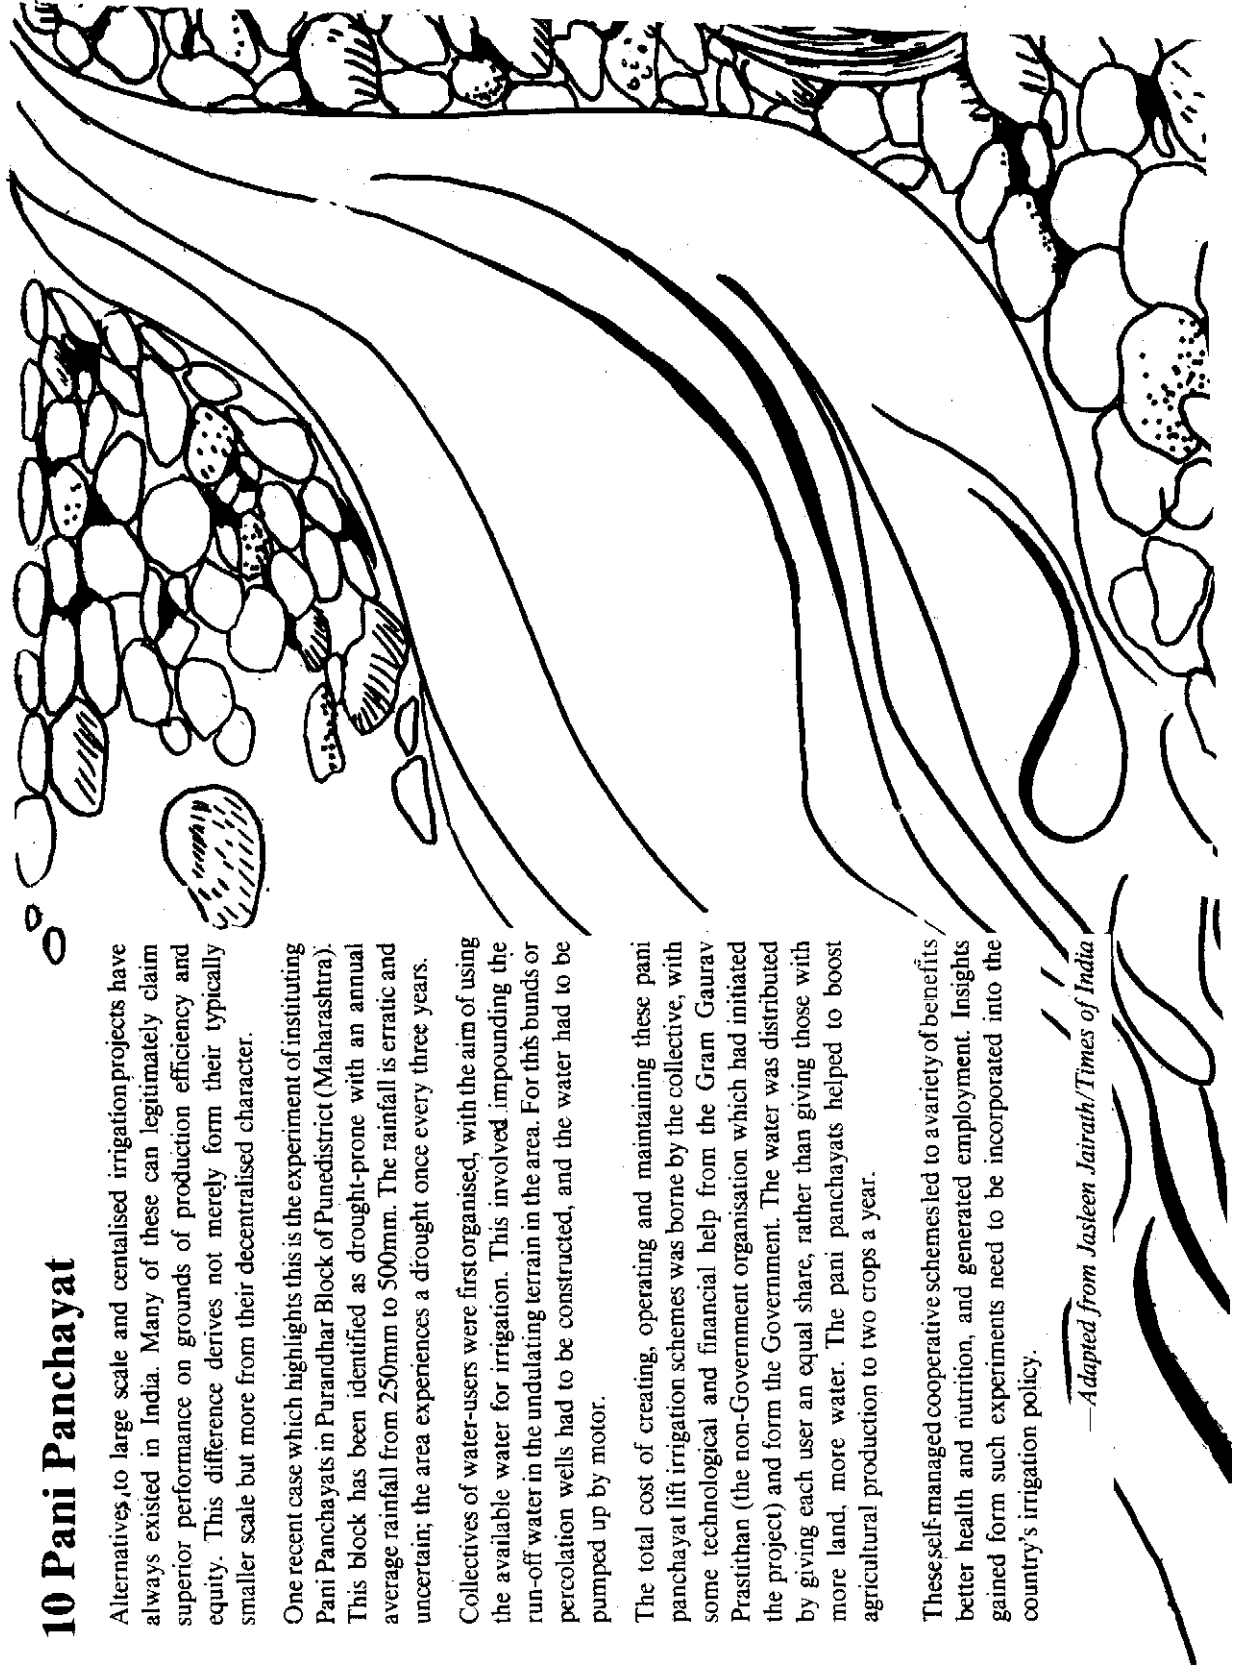 10 Pani Panchayat
Alternatives, to large scale and centalised irrigation projects have
always existed in India. Many of these can legitimately claim
superior performance on grounds of production efficiency and
equity. This difference derives not merely form their typically
smaller scale but more from their decentralised character.
One recent case which highlights this is the experiment of instituting
Pani Panchayats in Purandhar Block of Punedistrict (Maharashtra).
This block has been identified as drought-prone with an annual
average rainfall from 250mm to 500mm. The rainfall is erratic and
uncertain; the area experiences a drought once every three years.
Collectives of water-users were first organised, with the aim of using
the available water for irrigation. This involved impounding the
run-off water in the undulating terrain in the area. For this bunds or
percolation wells had to be constructed, and the water had to be
pumped up by motor.
The total cost of creating, operating and maintaining these pani
panchayat lift irrigation schemes was borne by the collective, with
some technological and financial help from the Gram Gaurav
Prastithan (the non-Government organisation which had initiated
the project) and form the Government. The water was distributed
by giving each user an equal share, rather than giving those with
more land, more water. The pani panchayats helped to boost
agricultural production to two crops a year.
These self-managed cooperative schemes led to a variety of benefits
better health and nutrition, and generated employment. Insights
gained form such experiments need to be incorporated into the
country's irrigation policy.
—Adapted from Jasleen Jairath/Times of India